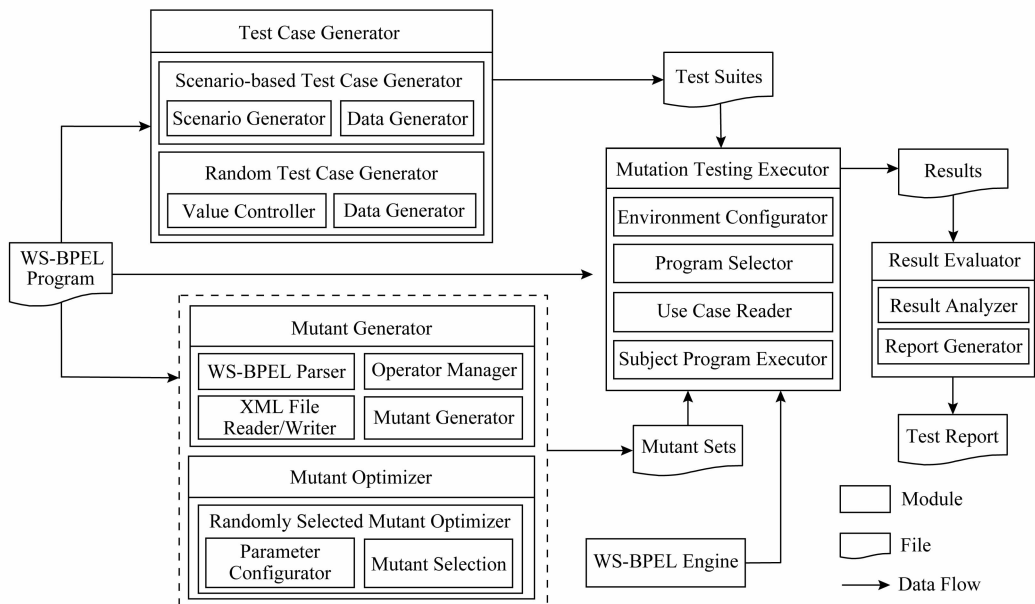 Test Case Generator
Scenario-based Test Case Generator
Scenario Generator
Data Generator
Random Test Case Generator
Value Controller
Data Generator
WS-BPEL
Program
Mutant Generator
WS-BPEL Parser
Operator Manager
XML File
Reader/Writer
Mutant Generator
Mutant Optimizer
Randomly Selected Mutant Optimizer
Parameter
Configurator
Mutant Selection
Test Suites
Mutation Testing Executor
Environment Configurator
Program Selector
Use Case Reader
Subject Program Executor
Mutant Sets
WS-BPEL Engine
Results
Result Evaluator
Result Analyzer
Report Generator
Test Report
Module
File
Data Flow